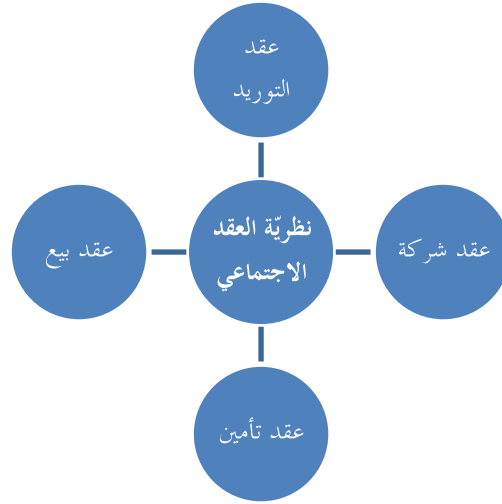 عقد
التوريد
نظريّة العقد
الاجتماعي
عقد شركة
عقد بيع
عقد تأمين